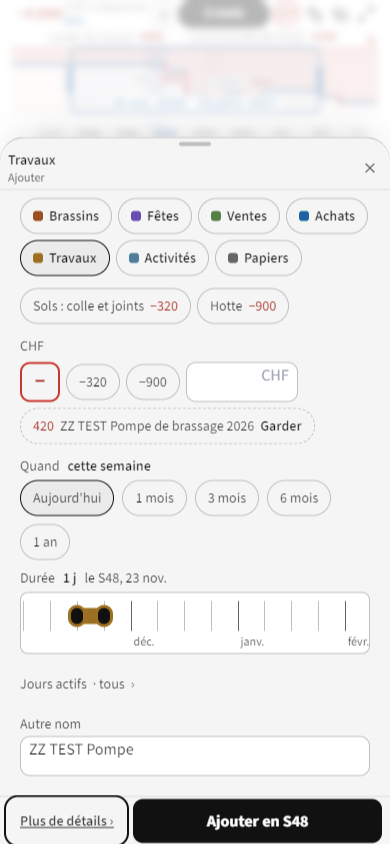 Travaux
Ajouter
×
Brassins Fêtes Ventes Achats
Travaux Activités Papiers
Sols : colle et joints −320 Hotte −900
CHF
− −320 −900 CHF
420 ZZ TEST Pompe de brassage 2026 Garder
Quand cette semaine
Aujourd'hui 1 mois 3 mois 6 mois
1 an
Durée 1 j le S48, 23 nov.
déc. janv. févr.
Jours actifs · tous ›
Autre nom
ZZ TEST Pompe
Plus de détails › Ajouter en S48